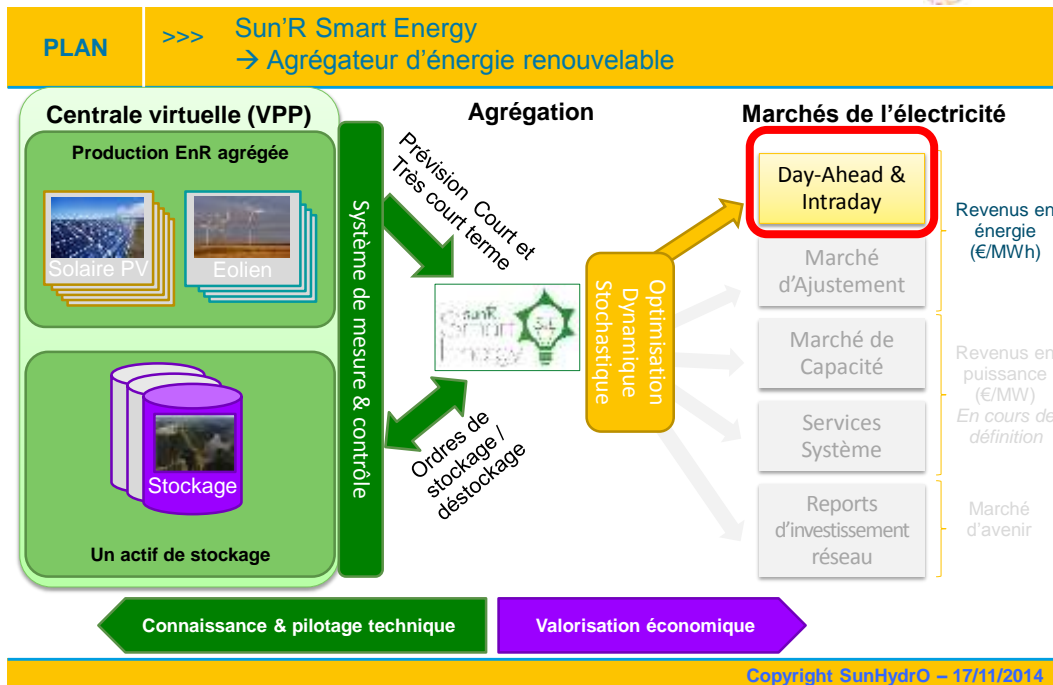 PLAN
>>>
Sun’R Smart Energy
→ Agrégateur d’énergie renouvelable
Centrale virtuelle (VPP)
Production EnR agrégée
Solaire PV
Eolien
Stockage
Un actif de stockage
Système de mesure & contrôle
Agrégation
Prévision Court et
Très court terme
sunR
Smart
Energy
Ordres de
stockage /
déstockage
Optimisation
Dynamique
Stochastique
Marchés de l’électricité
Day-Ahead &
Intraday
Marché
d’Ajustement
Marché de
Capacité
Services
Système
Reports
d’investissement
réseau
Revenus en
énergie
(€/MWh)
Revenus en
puissance
(€/MW)
En cours de
définition
Marché
d’avenir
Connaissance & pilotage technique
Valorisation économique
Copyright SunHydrO – 17/11/2014